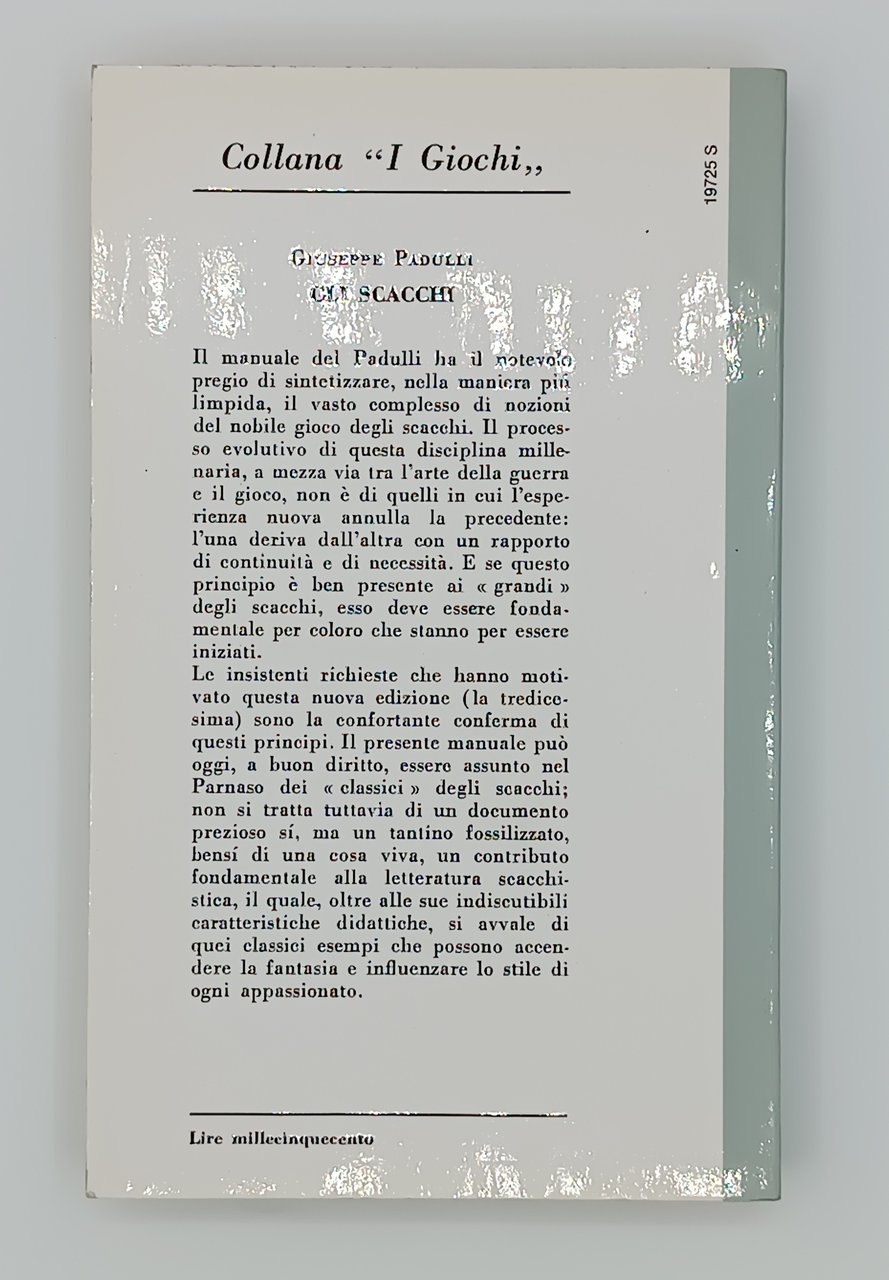 Collana “I Giochi„
19725 S
GIUSEPPE PADULLI
GLI SCACCHI
Il manuale del Padulli ha il notevole
pregio di sintetizzare, nella maniera piú
limpida, il vasto complesso di nozioni
del nobile gioco degli scacchi. Il proces-
so evolutivo di questa disciplina mille-
naria, a mezza via tra l'arte della guerra
e il gioco, non è di quelli in cui l'espe-
rienza nuova annulla la precedente:
l'una deriva dall'altra con un rapporto
di continuità e di necessità. E se questo
principio è ben presente ai « grandi »
degli scacchi, esso deve essere fonda-
mentale per coloro che stanno per essere
iniziati.
Le insistenti richieste che hanno moti-
vato questa nuova edizione (la tredice-
sima) sono la confortante conferma di
questi principi. Il presente manuale può
oggi, a buon diritto, essere assunto nel
Parnaso dei « classici » degli scacchi;
non si tratta tuttavia di un documento
prezioso sí, ma un tantino fossilizzato,
bensí di una cosa viva, un contributo
fondamentale alla letteratura scacchi-
stica, il quale, oltre alle sue indiscutibili
caratteristiche didattiche, si avvale di
quei classici esempi che possono accen-
dere la fantasia e influenzare lo stile di
ogni appassionato.
Lire millecinquecento